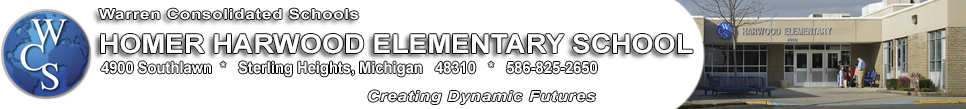 Warren Consolidated Schools
WCS
HOMER HARWOOD ELEMENTARY SCHOOL
4900 Southlawn * Sterling Heights, Michigan 48310 * 586-825-2650
Creating Dynamic Futures
HARWOOD ELEMENTARY